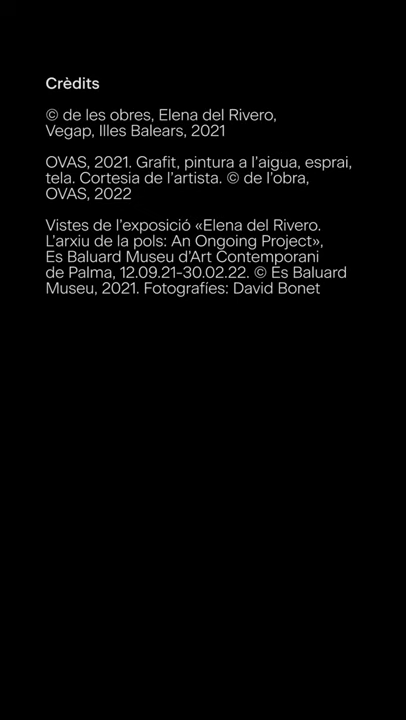 Crèdits
© de les obres, Elena del Rivero,
Vegap, Illes Balears, 2021
OVAS, 2021. Grafit, pintura a l'aigua, esprai,
tela. Cortesia de l'artista. © de l'obra,
OVAS, 2022
Vistes de l'exposició «Elena del Rivero.
L'arxiu de la pols: An Ongoing Project»,
Es Baluard Museu d'Art Contemporani
de Palma, 12.09.21-30.02.22. © Es Baluard
Museu, 2021. Fotografíes: David Bonet